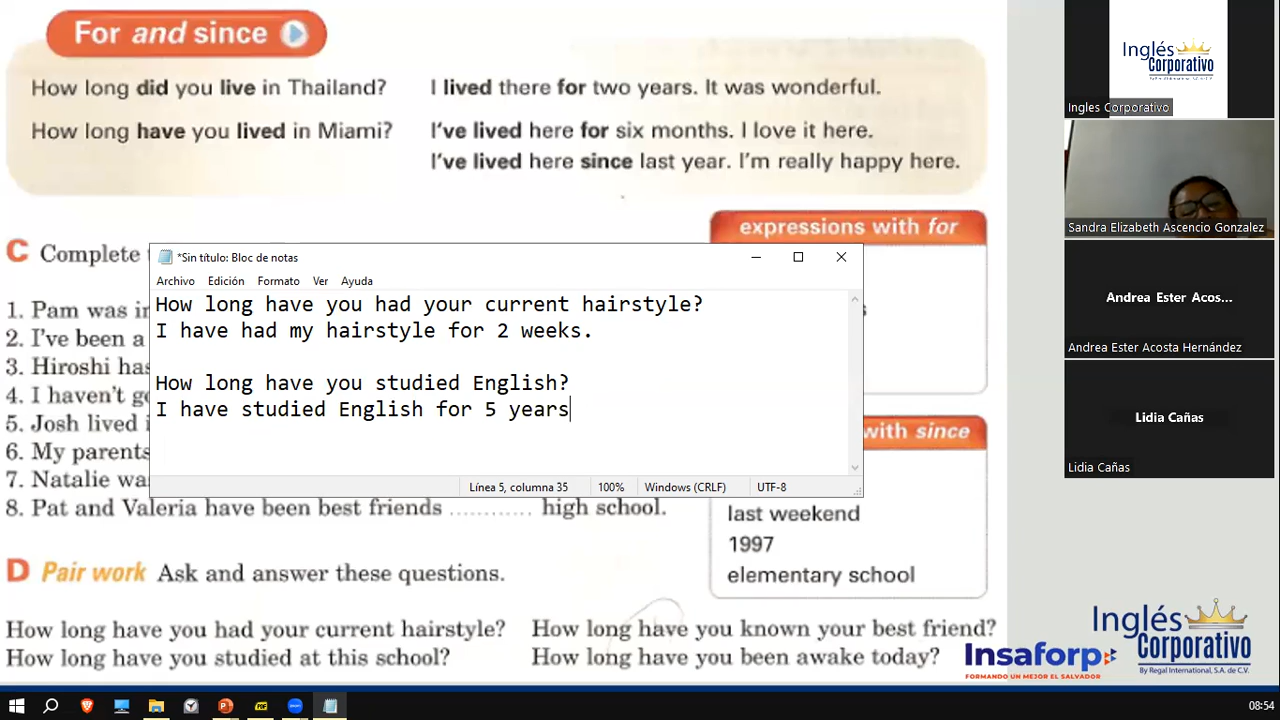 For and since
How long did you live in Thailand?
I lived there for two years. It was wonderful.
How long have you lived in Miami?
I've lived here for six months. I love it here.
I've lived here since last year. I'm really happy here.
C Complete
1. Pam was in
2. I've been a
3. Hiroshi has
4. I haven't
5. Josh lived
6. My parents
7. Natalie
8. Pat and Valeria have been best friends ............ high school.
expressions with for
with since
last weekend
1997
elementary school
*Sin título: Bloc de notas
Archivo Edición Formato Ver Ayuda
How long have you had your current hairstyle?
I have had my hairstyle for 2 weeks.
How long have you studied English?
I have studied English for 5 years
Línea 5, columna 35 100% Windows (CRLF) UTF-8
D Pair work Ask and answer these questions.
How long have you had your current hairstyle?
How long have you studied at this school?
How long have you known your best friend?
How long have you been awake today?
Inglés
Corporativo
Ingles Corporativo
Sandra Elizabeth Ascencio Gonzalez
Andrea Ester Acos...
Andrea Ester Acosta Hernández
Lidia Cañas
Lidia Cañas
Insaforp
FORMANDO UN MEJOR EL SALVADOR
Inglés
Corporativo
By Regal International, S.A. de C.V.
08:54